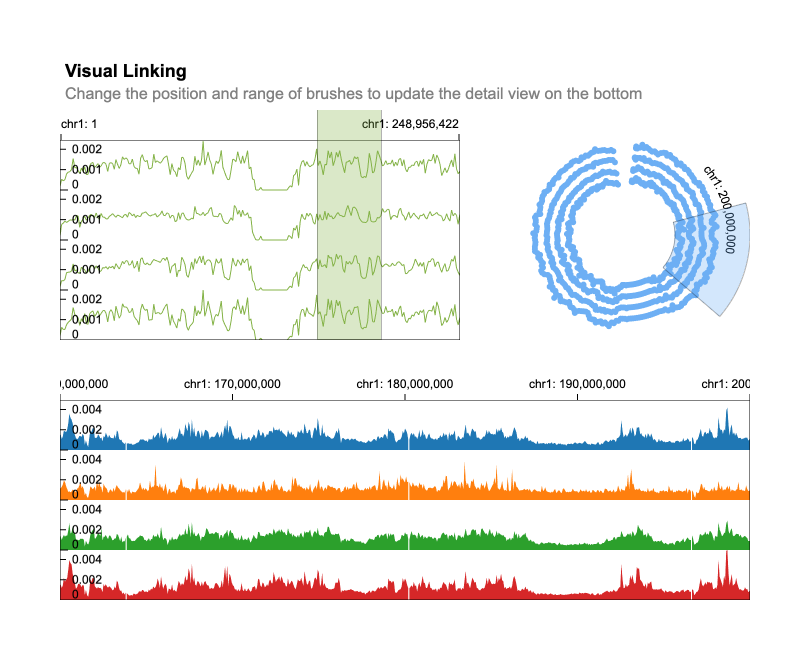 Visual Linking
Change the position and range of brushes to update the detail view on the bottom
chr1: 1
chr1: 248,956,422
0.002
0.001
0
0.002
0.001
0
0.002
0.001
0
0.002
0.001
0
chr1: 200,000,000
0,000,000
chr1: 170,000,000
chr1: 180,000,000
chr1: 190,000,000
chr1: 200
0.004
0.002
0
0.004
0.002
0
0.004
0.002
0
0.004
0.002
0